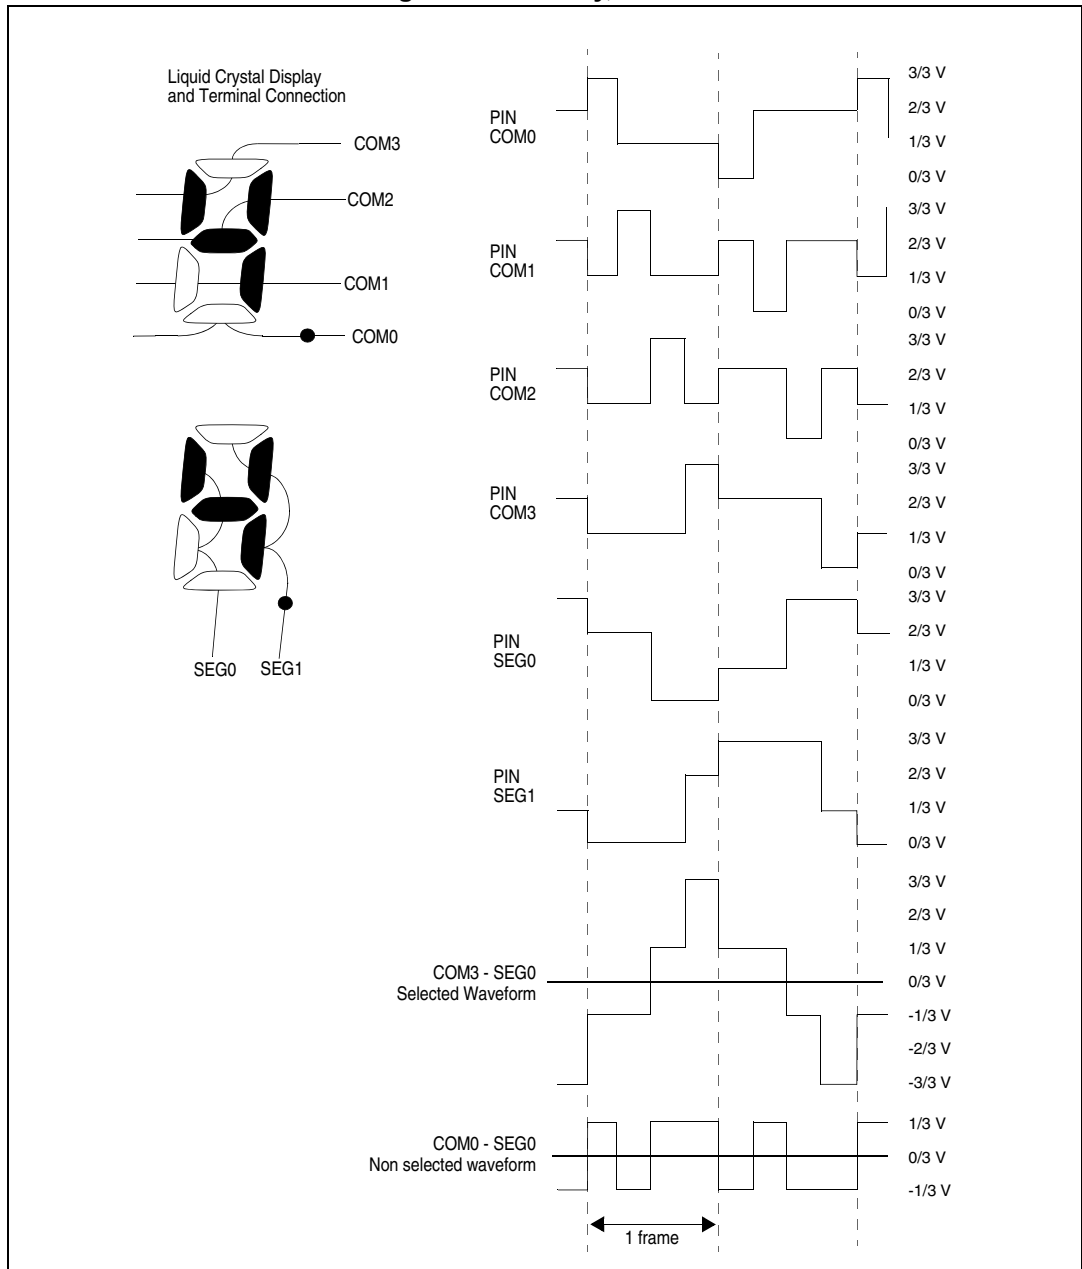 Liquid Crystal Display
and Terminal Connection
COM3
COM2
COM1
COM0
SEG0 SEG1
PIN
COM0
3/3 V
2/3 V
1/3 V
0/3 V
PIN
COM1
3/3 V
2/3 V
1/3 V
0/3 V
PIN
COM2
3/3 V
2/3 V
1/3 V
0/3 V
PIN
COM3
3/3 V
2/3 V
1/3 V
0/3 V
PIN
SEG0
3/3 V
2/3 V
1/3 V
0/3 V
PIN
SEG1
3/3 V
2/3 V
1/3 V
0/3 V
COM3 - SEG0
Selected Waveform
3/3 V
2/3 V
1/3 V
0/3 V
-1/3 V
-2/3 V
-3/3 V
COM0 - SEG0
Non selected waveform
1/3 V
0/3 V
-1/3 V
1 frame